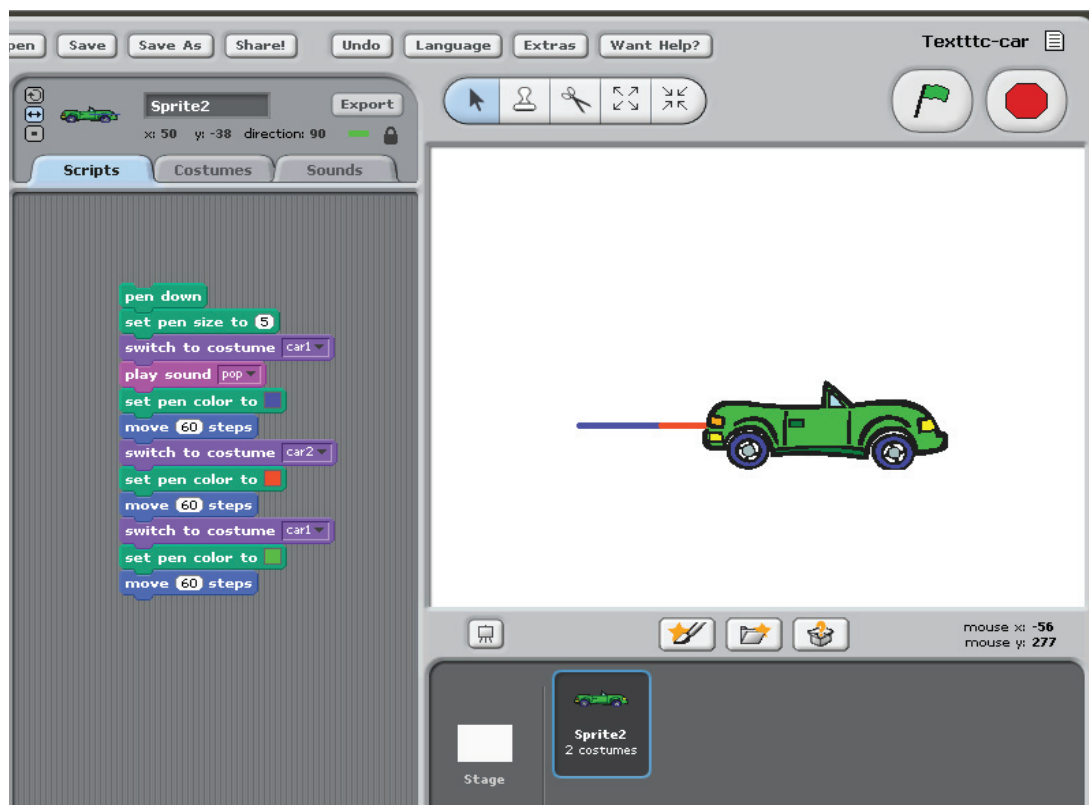 Save Save As Share! Undo Language Extras Want Help? Textttc-car
Sprite2 Export
x: 50 y: -38 direction: 90
Scripts Costumes Sounds
pen down
set pen size to 5
switch to costume car1
play sound pop
set pen color to
move 60 steps
switch to costume car2
set pen color to
move 60 steps
switch to costume car1
set pen color to
move 60 steps
mouse x: -56
mouse y: 277
Sprite2
2 costumes
Stage